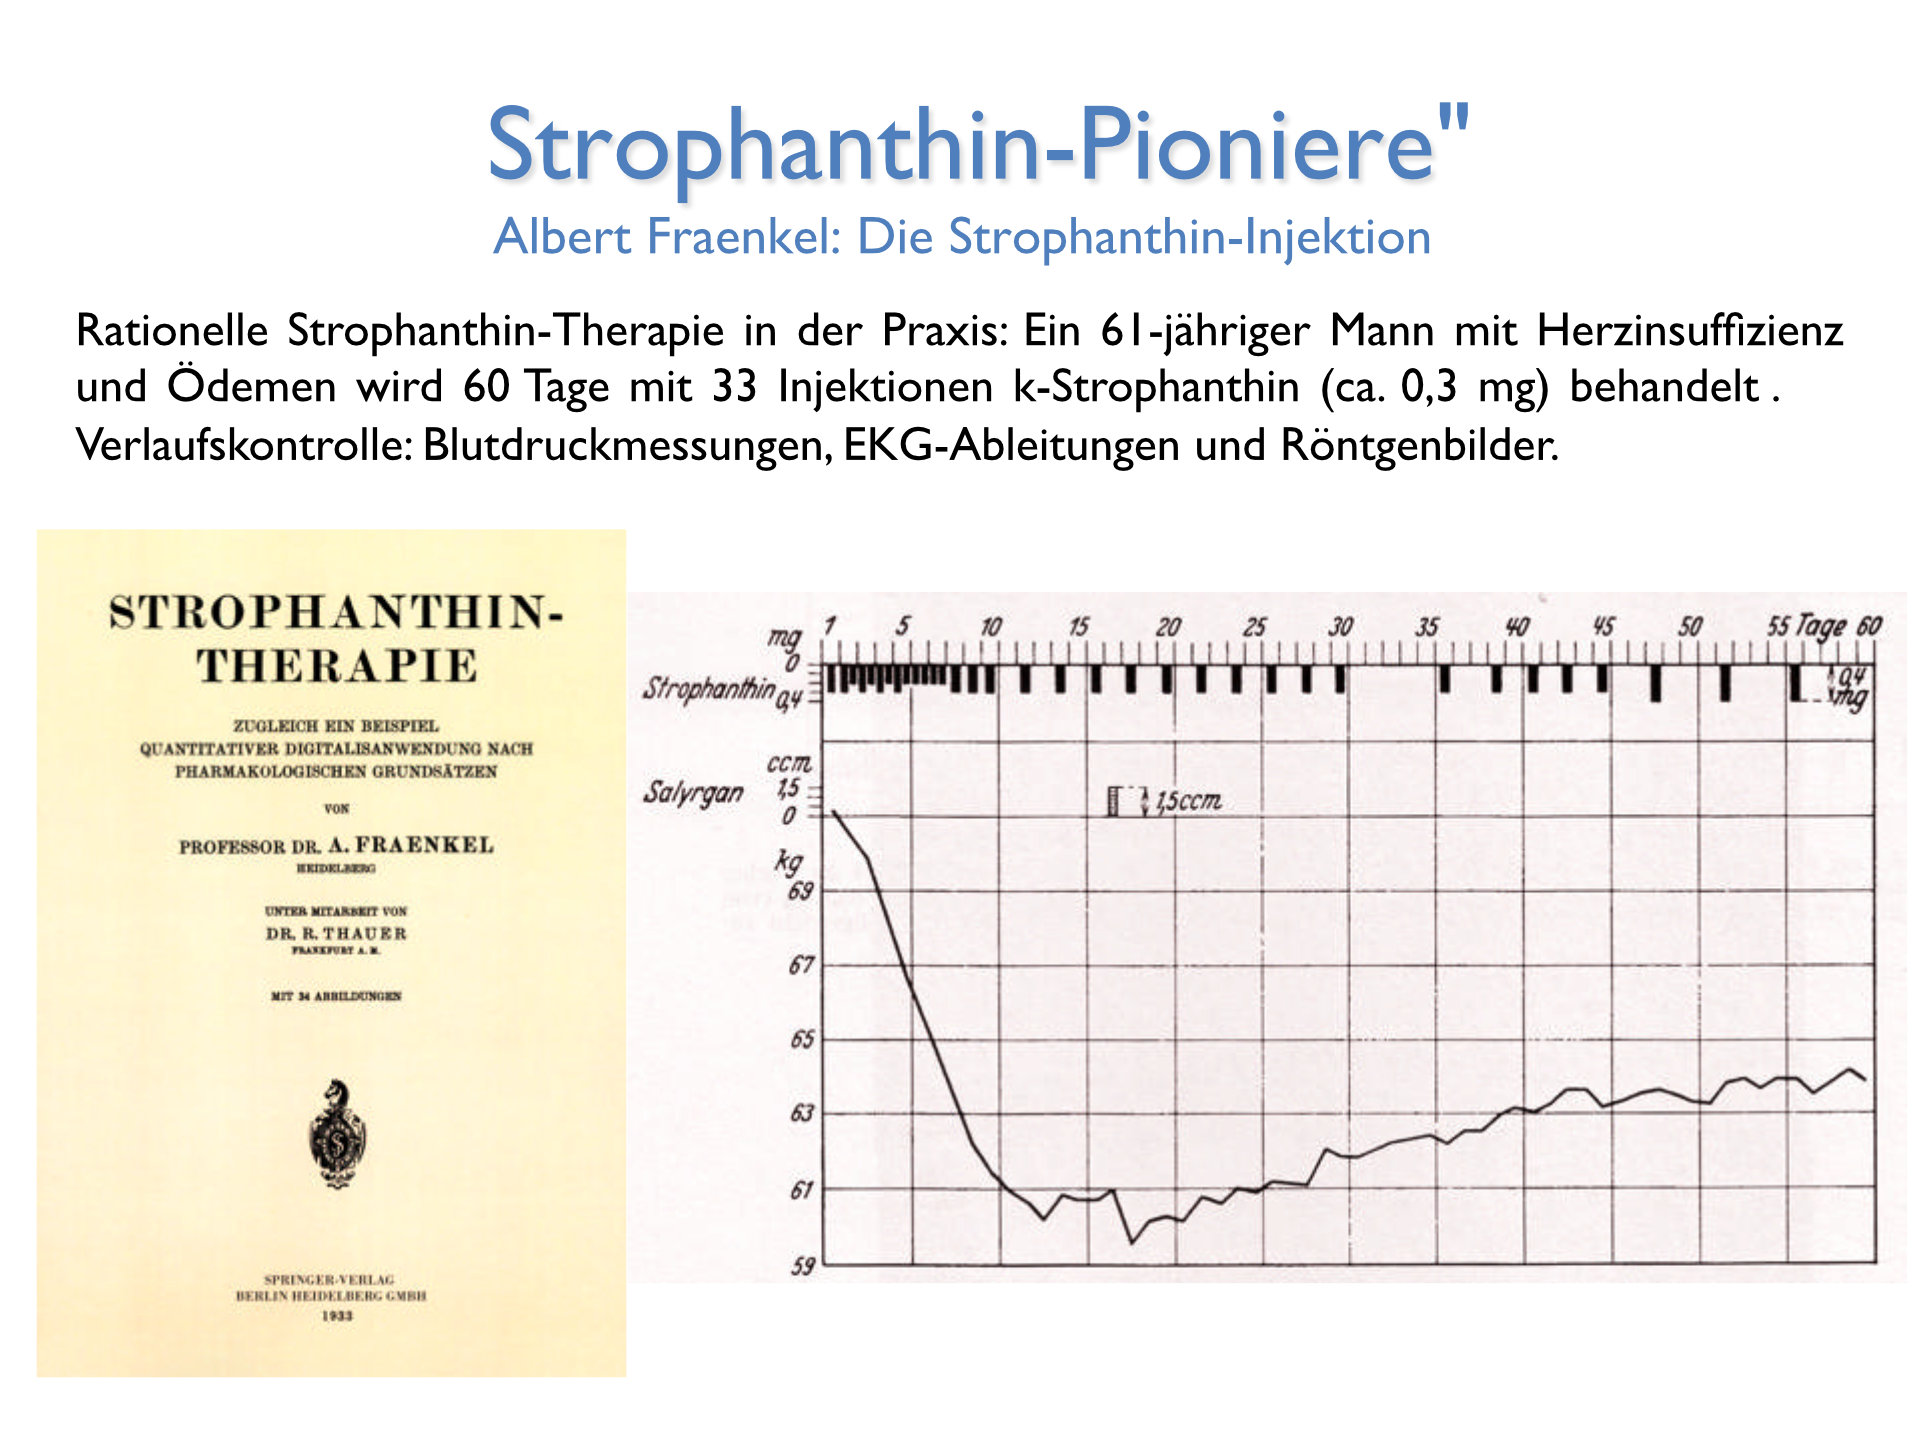 Strophanthin-Pioniere"
Albert Fraenkel: Die Strophanthin-Injektion
Rationelle Strophanthin-Therapie in der Praxis: Ein 61-jähriger Mann mit Herzinsuffizienz
und Ödemen wird 60 Tage mit 33 Injektionen k-Strophanthin (ca. 0,3 mg) behandelt .
Verlaufskontrolle: Blutdruckmessungen, EKG-Ableitungen und Röntgenbilder.
STROPHANTHIN-
THERAPIE
ZUGLEICH EIN BEISPIEL
QUANTITATIVER DIGITALISANWENDUNG NACH
PHARMAKOLOGISCHEN GRUNDSÄTZEN
VON
PROFESSOR DR. A. FRAENKEL
HEIDELBERG
UNTER MITARBEIT VON
DR. R. THAUER
FRANKFURT A. M.
MIT 34 ABBILDUNGEN
SPRINGER-VERLAG
BERLIN HEIDELBERG GMBH
1933
mg 1 5 10 15 20 25 30 35 40 45 50 55 Tage 60
0
Strophanthin 0,4
0,4
mg
ccm
Salyrgan 1,5
1,5ccm
0
kg
69
67
65
63
61
59